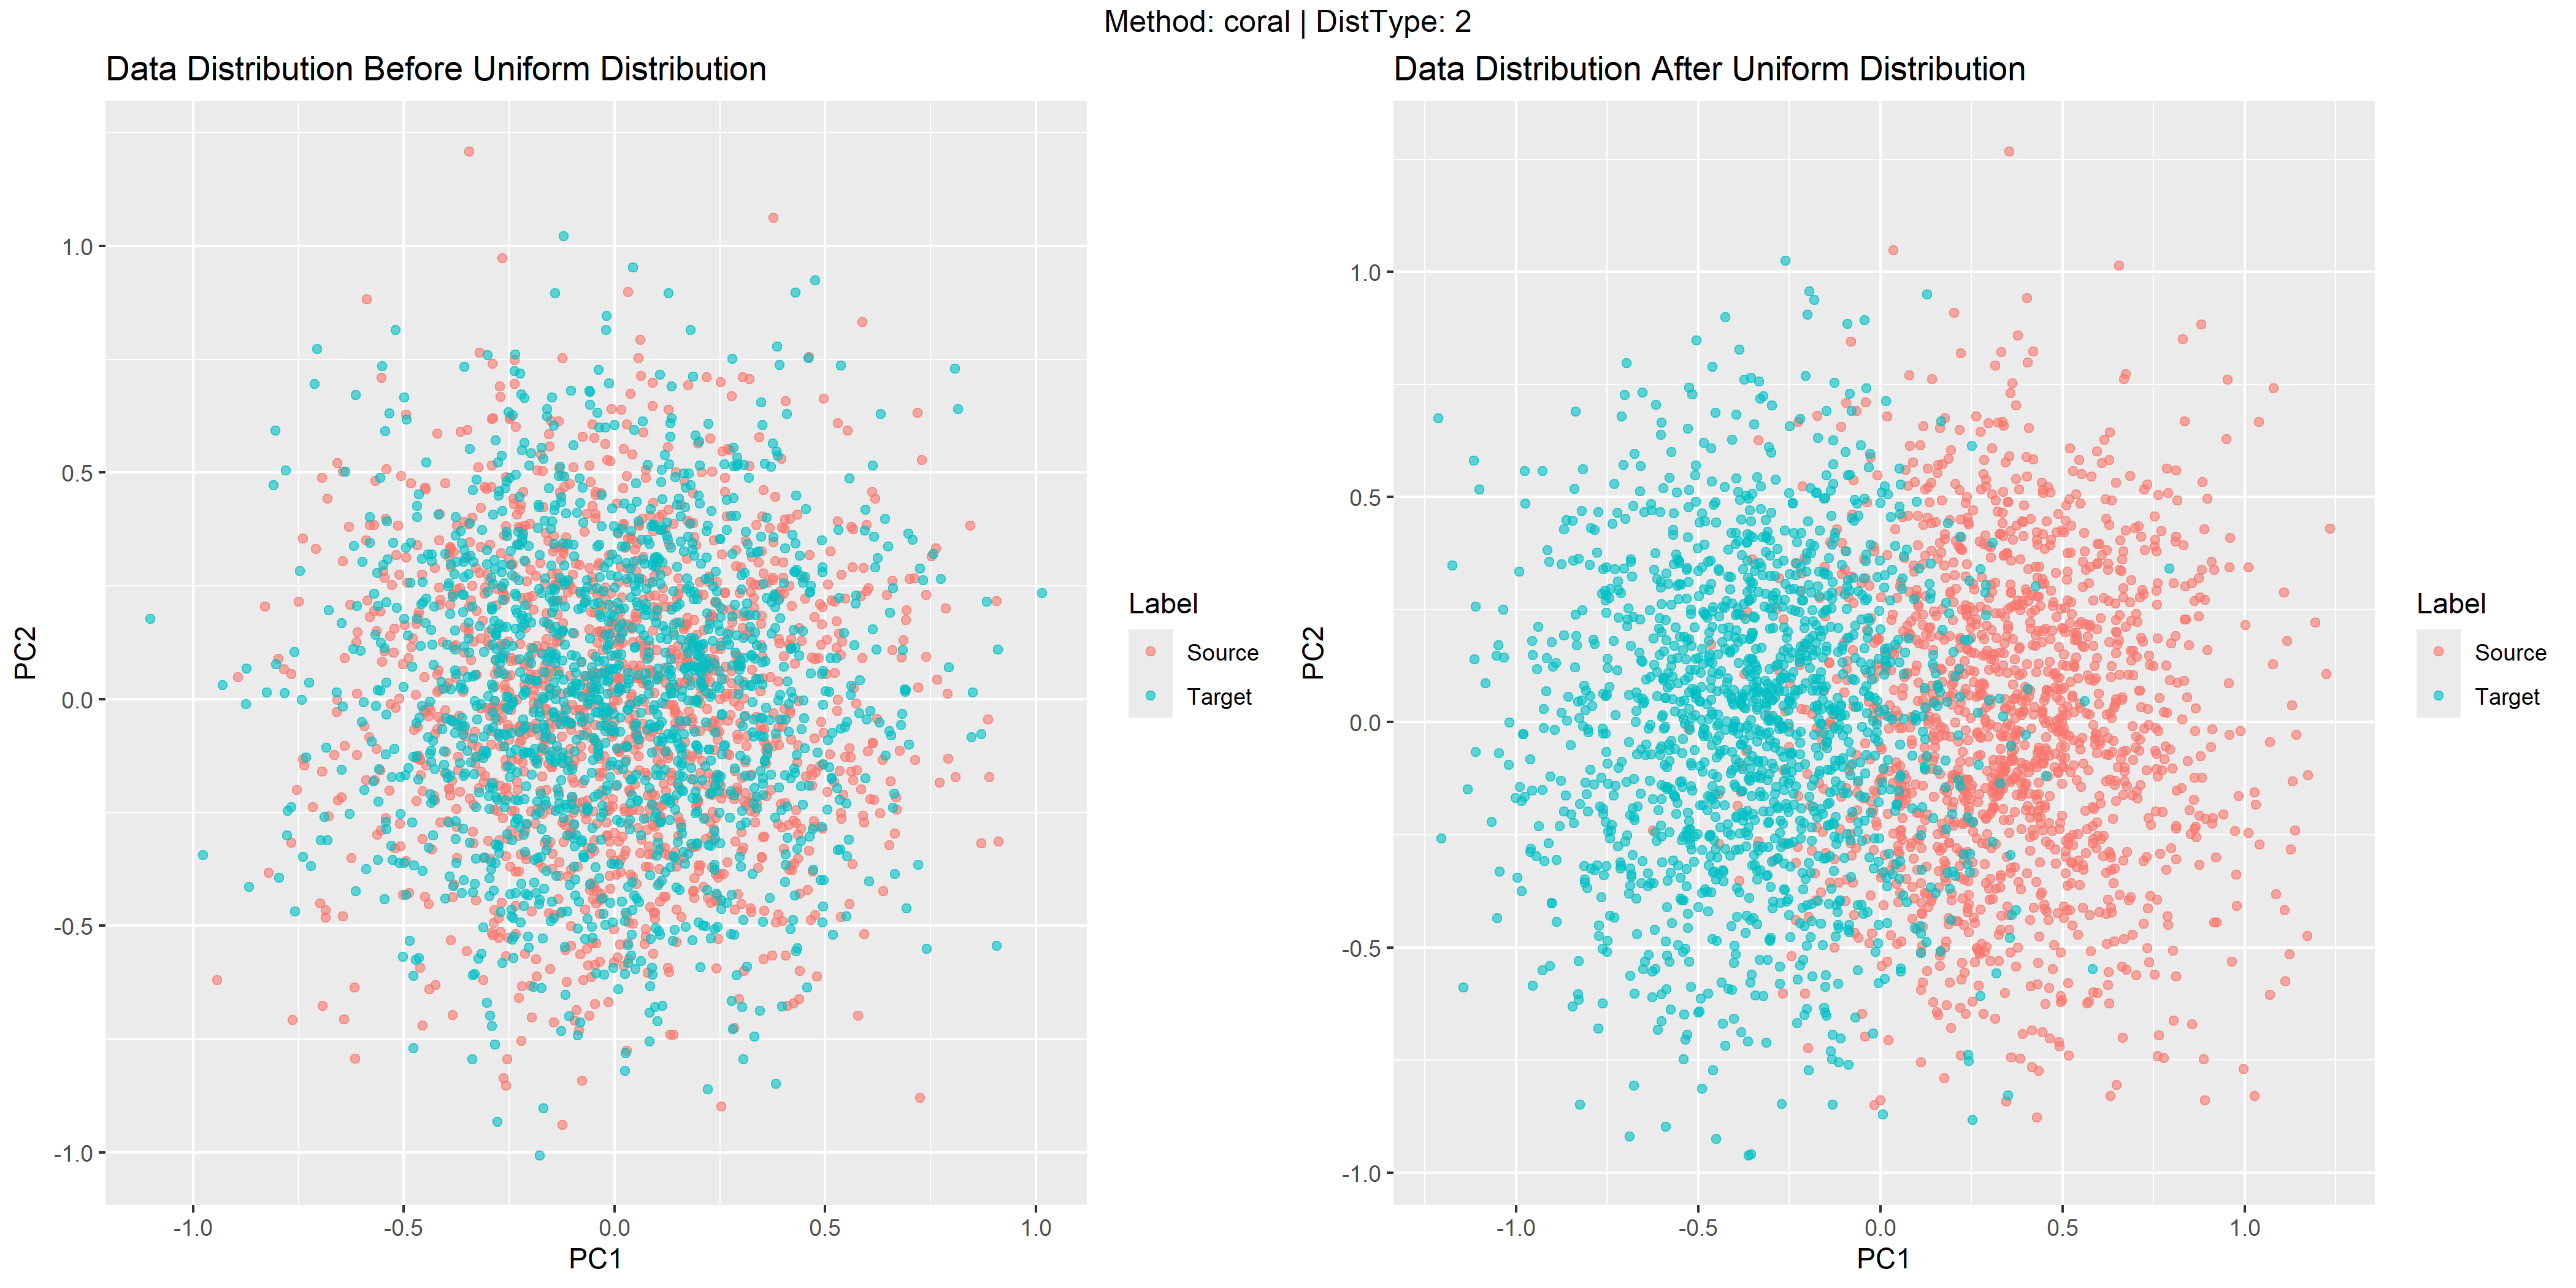 Method: coral | DistType: 2
Data Distribution Before Uniform Distribution
PC2
1.0
0.5
0.0
-0.5
-1.0
-1.0 -0.5 0.0 0.5 1.0
PC1
Label
Source
Target
Data Distribution After Uniform Distribution
PC2
1.0
0.5
0.0
-0.5
-1.0
-1.0 -0.5 0.0 0.5 1.0
PC1
Label
Source
Target